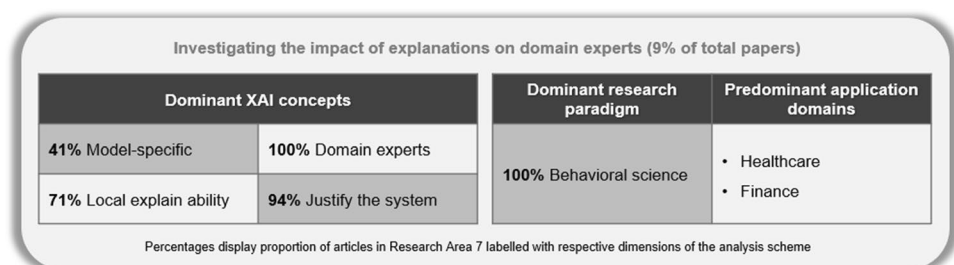 Investigating the impact of explanations on domain experts (9% of total papers)
Dominant XAI concepts
41% Model-specific
100% Domain experts
71% Local explain ability
94% Justify the system
Dominant research
paradigm
100% Behavioral science
Predominant application
domains
• Healthcare
• Finance
Percentages display proportion of articles in Research Area 7 labelled with respective dimensions of the analysis scheme